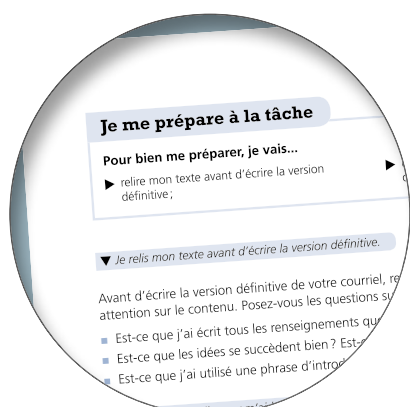 Je me prépare à la tâche
Pour bien me préparer, je vais...
▶ relire mon texte avant d'écrire la version
définitive;
▼ Je relis mon texte avant d'écrire la version définitive.
Avant d'écrire la version définitive de votre courriel,
attention sur le contenu. Posez-vous les questions
Est-ce que j'ai écrit tous les renseignements
Est-ce que les idées se succèdent bien ?
Est-ce que j'ai utilisé une phrase